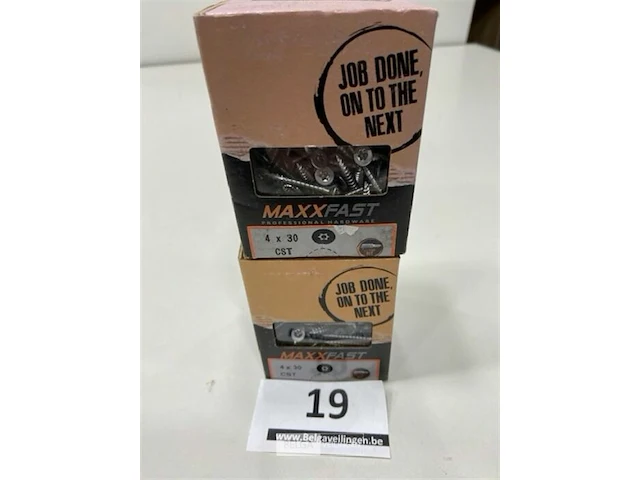 JOB DONE,
ON TO THE
NEXT
MAXXFAST
PROFESSIONAL HARDWARE
4 x 30
CST
JOB DONE,
ON TO THE
NEXT
MAXXFAST
4 x 30
CST
19
www.Belgaveilingen.be